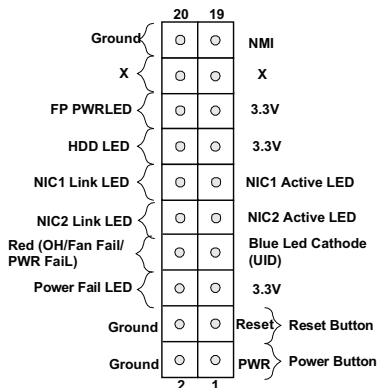 20 19
Ground NMI
X X
FP PWRLED 3.3V
HDD LED 3.3V
NIC1 Link LED NIC1 Active LED
NIC2 Link LED NIC2 Active LED
Red (OH/Fan Fail/ Blue Led Cathode
PWR FaiL) (UID)
Power Fail LED 3.3V
Ground Reset Reset Button
Ground PWR Power Button
2 1